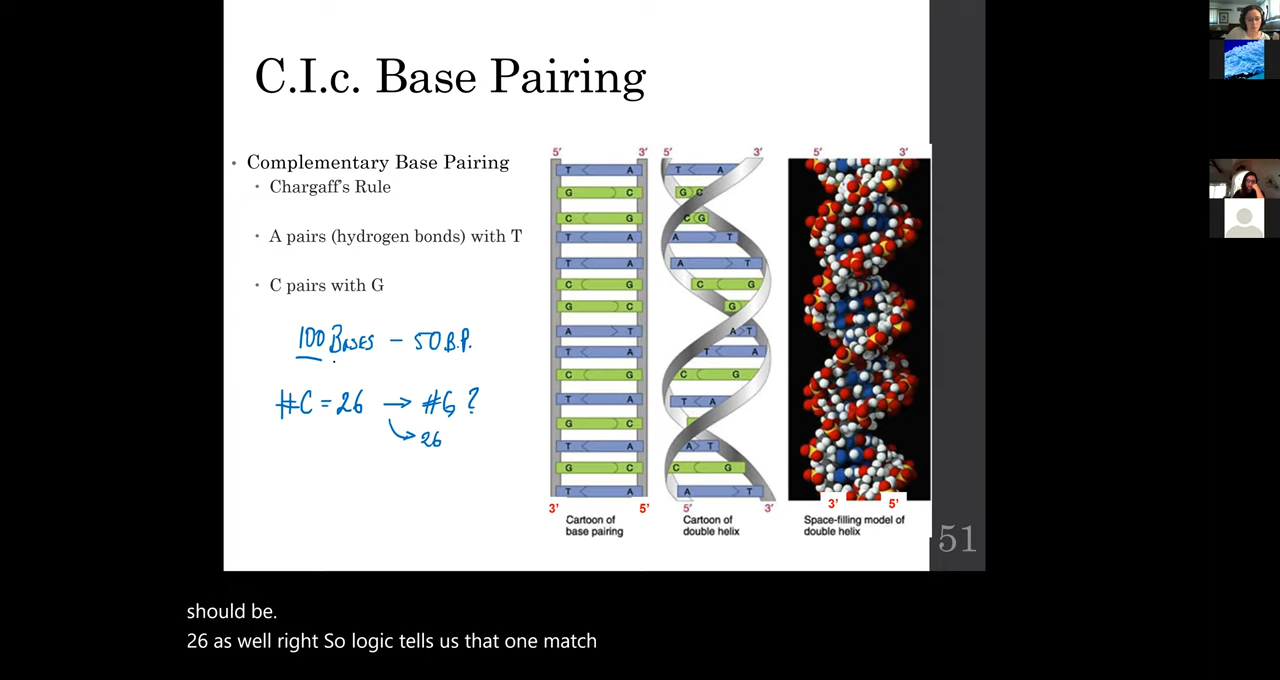 C.I.c. Base Pairing
• Complementary Base Pairing
• Chargaff's Rule
• A pairs (hydrogen bonds) with T
• C pairs with G
100 BASES – 50 B.P.
#C = 26 → #G ?
26
5' 3'
T A
G C
C G
T A
T A
C G
G C
A T
T A
C G
T A
G C
T A
G C
T A
3' 5'
Cartoon of
base pairing
5' 3'
T A
G C
C G
A T
A T
C G
G
A T
T A
C G
T A
A T
C G
A T
5' 3'
Cartoon of
double helix
5' 3'
3' 5'
Space-filling model of
double helix
51
should be.
26 as well right So logic tells us that one match